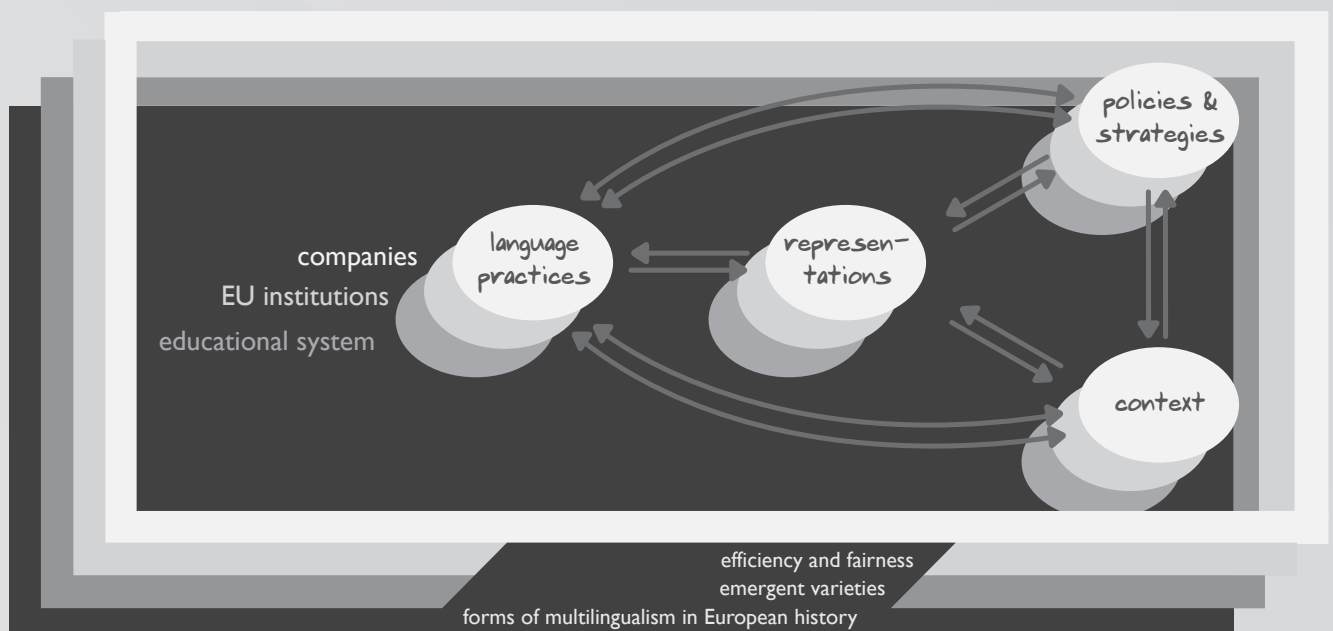 policies &
strategies
language
practices
represen-
tations
companies
EU institutions
educational system
context
efficiency and fairness
emergent varieties
forms of multilingualism in European history